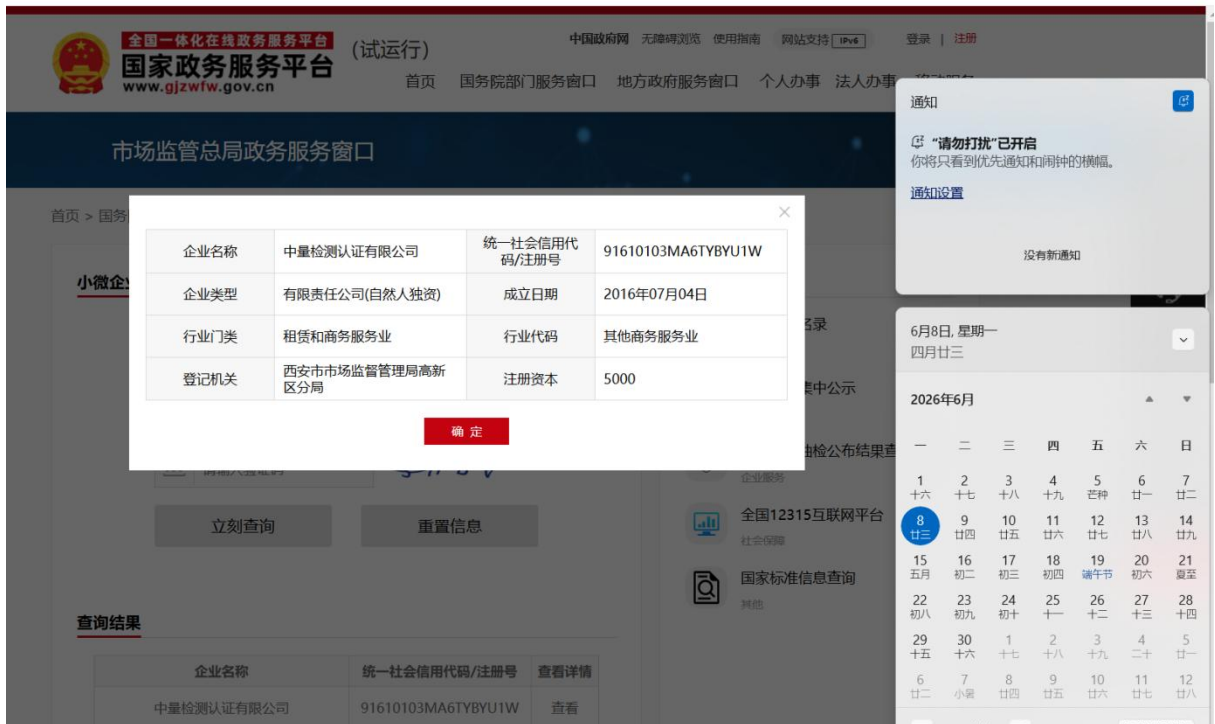 全国一体化在线政务服务平台
国家政务服务平台
www.gjzwfw.gov.cn
(试运行)
中国政府网 无障碍浏览 使用指南 网站支持 IPv6 登录 | 注册
首页 国务院部门服务窗口 地方政府服务窗口 个人办事 法人办事
市场监管总局政务服务窗口
首页 > 国务
小微企
企业名称 中量检测认证有限公司 统一社会信用代码/注册号 91610103MA6TYBYU1W
企业类型 有限责任公司(自然人独资) 成立日期 2016年07月04日
行业门类 租赁和商务服务业 行业代码 其他商务服务业
登记机关 西安市市场监督管理局高新区分局 注册资本 5000
确 定
名录
集中公示
抽检公布结果查
企业服务
立刻查询 重置信息
全国12315互联网平台
社会保障
国家标准信息查询
其他
查询结果
企业名称 统一社会信用代码/注册号 查看详情
中量检测认证有限公司 91610103MA6TYBYU1W 查看
通知
“请勿打扰”已开启
你将只看到优先通知和闹钟的横幅。
通知设置
没有新通知
6月8日, 星期一
四月廿三
2026年6月
一 二 三 四 五 六 日
1 2 3 4 5 6 7
十六 十七 十八 十九 芒种 廿一 廿二
8 9 10 11 12 13 14
廿三 廿四 廿五 廿六 廿七 廿八 廿九
15 16 17 18 19 20 21
五月 初二 初三 初四 端午节 初六 夏至
22 23 24 25 26 27 28
初八 初九 初十 十一 十二 十三 十四
29 30 1 2 3 4 5
十五 十六 十七 十八 十九 二十 廿一
6 7 8 9 10 11 12
廿二 小暑 廿四 廿五 廿六 廿七 廿八